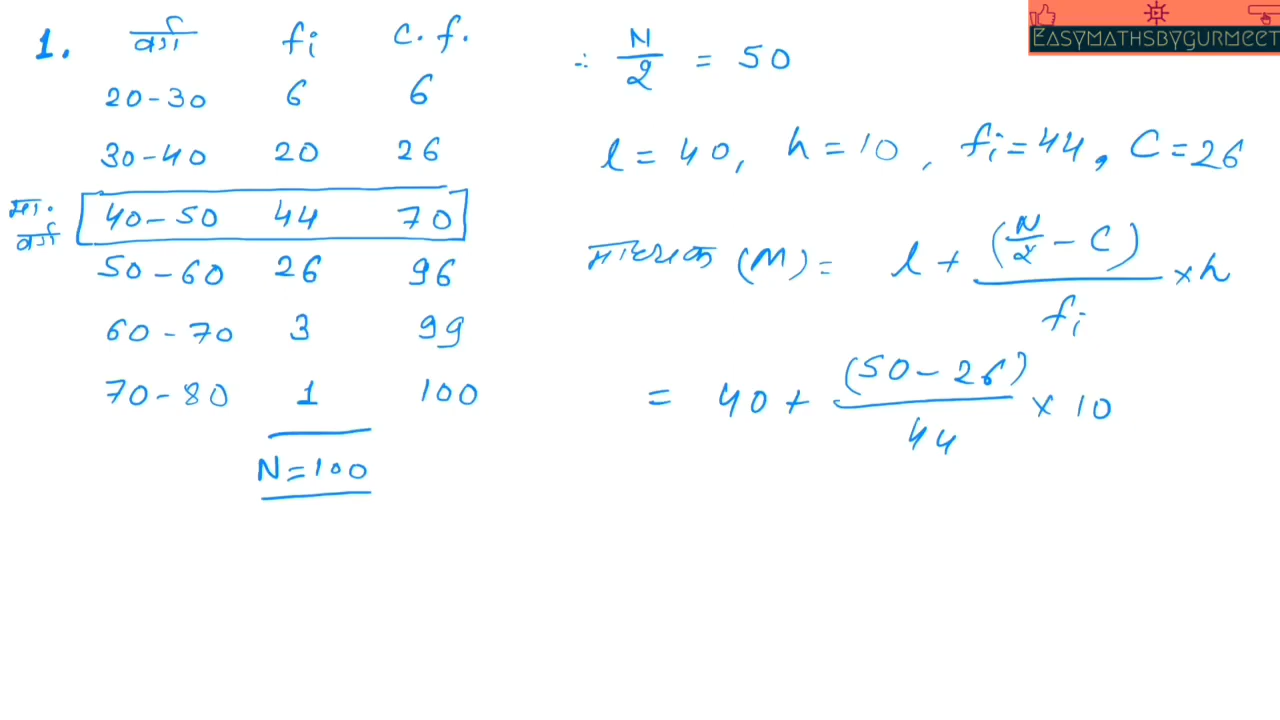 1. वर्ग fi c.f.
20-30 6 6
30-40 20 26
मा. वर्ग 40-50 44 70
50-60 26 96
60-70 3 99
70-80 1 100
N=100
∴ N/2 = 50
l=40, h=10, fi=44, C=26
माध्यिका (M) = l + (N/2 - C)/fi × h
= 40 + (50-26)/44 × 10
EASYMATHSBYGURMEET